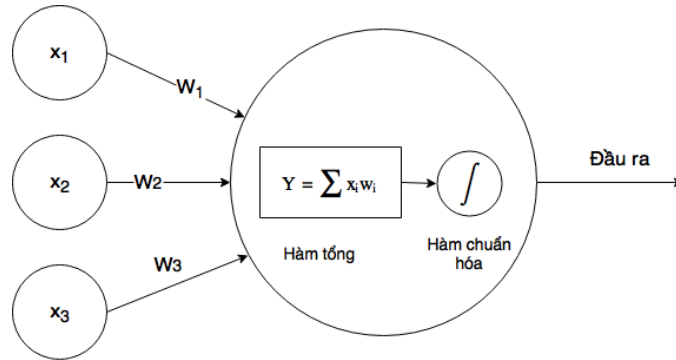 x₁
W₁
x₂
W₂
Y = ∑ xᵢwᵢ
∫
Đầu ra
Hàm tổng
Hàm chuẩn
hóa
W₃
x₃